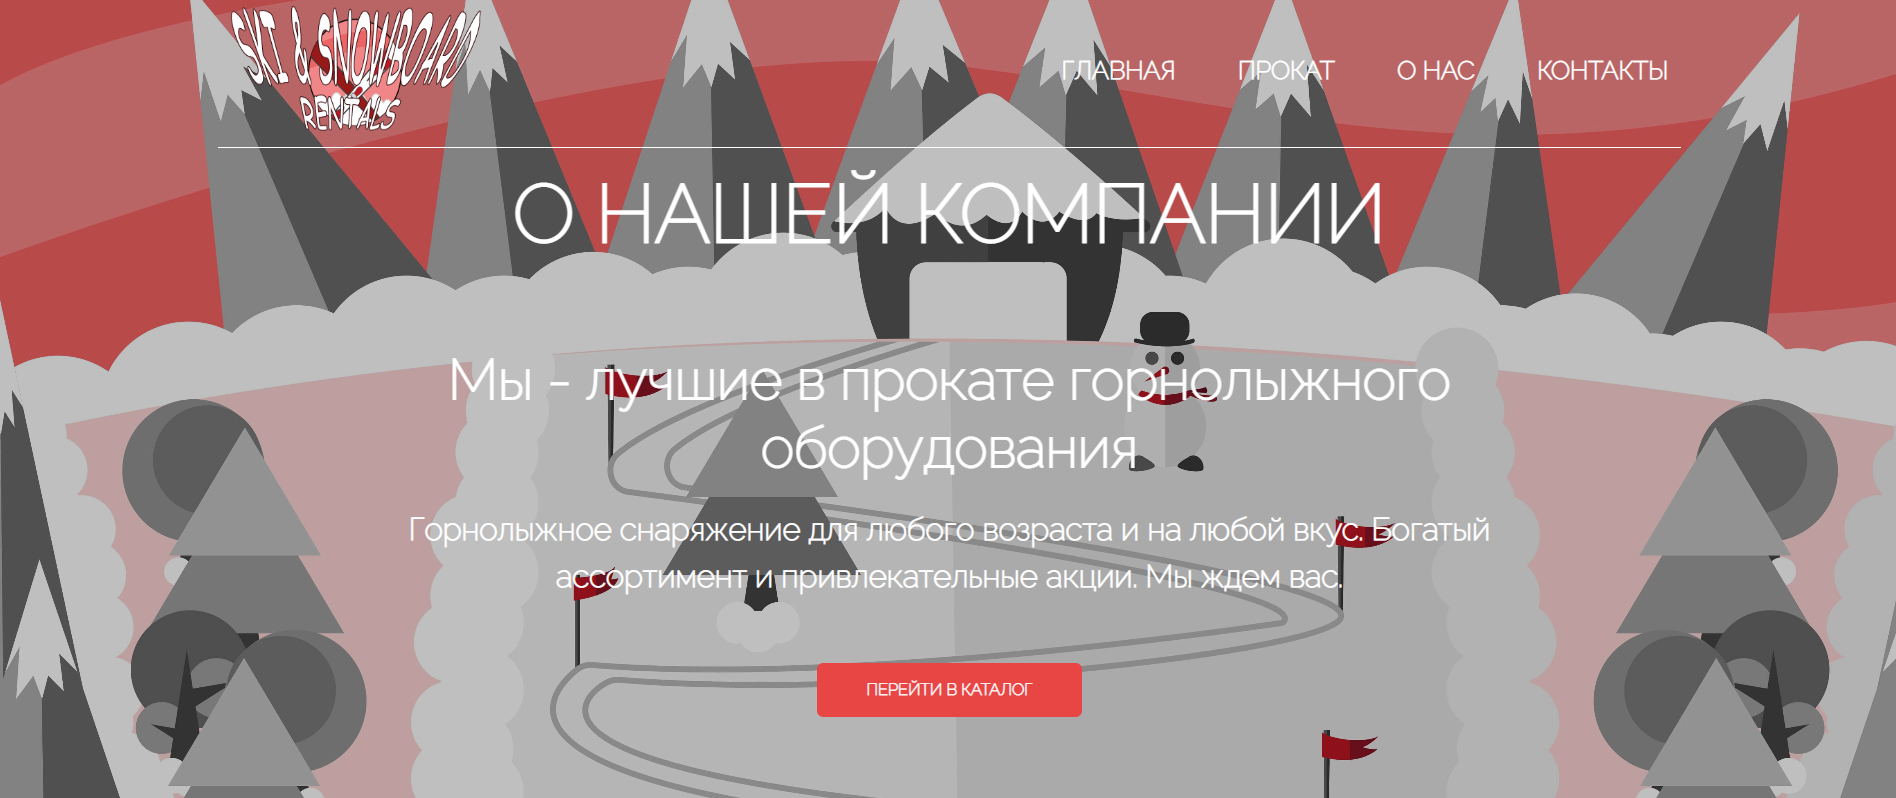 SKI & SNOWBOARD
RENTALS
ГЛАВНАЯ ПРОКАТ О НАС КОНТАКТЫ
О НАШЕЙ КОМПАНИИ
Мы - лучшие в прокате горнолыжного
оборудования
Горнолыжное снаряжение для любого возраста и на любой вкус. Богатый
ассортимент и привлекательные акции. Мы ждем вас.
ПЕРЕЙТИ В КАТАЛОГ